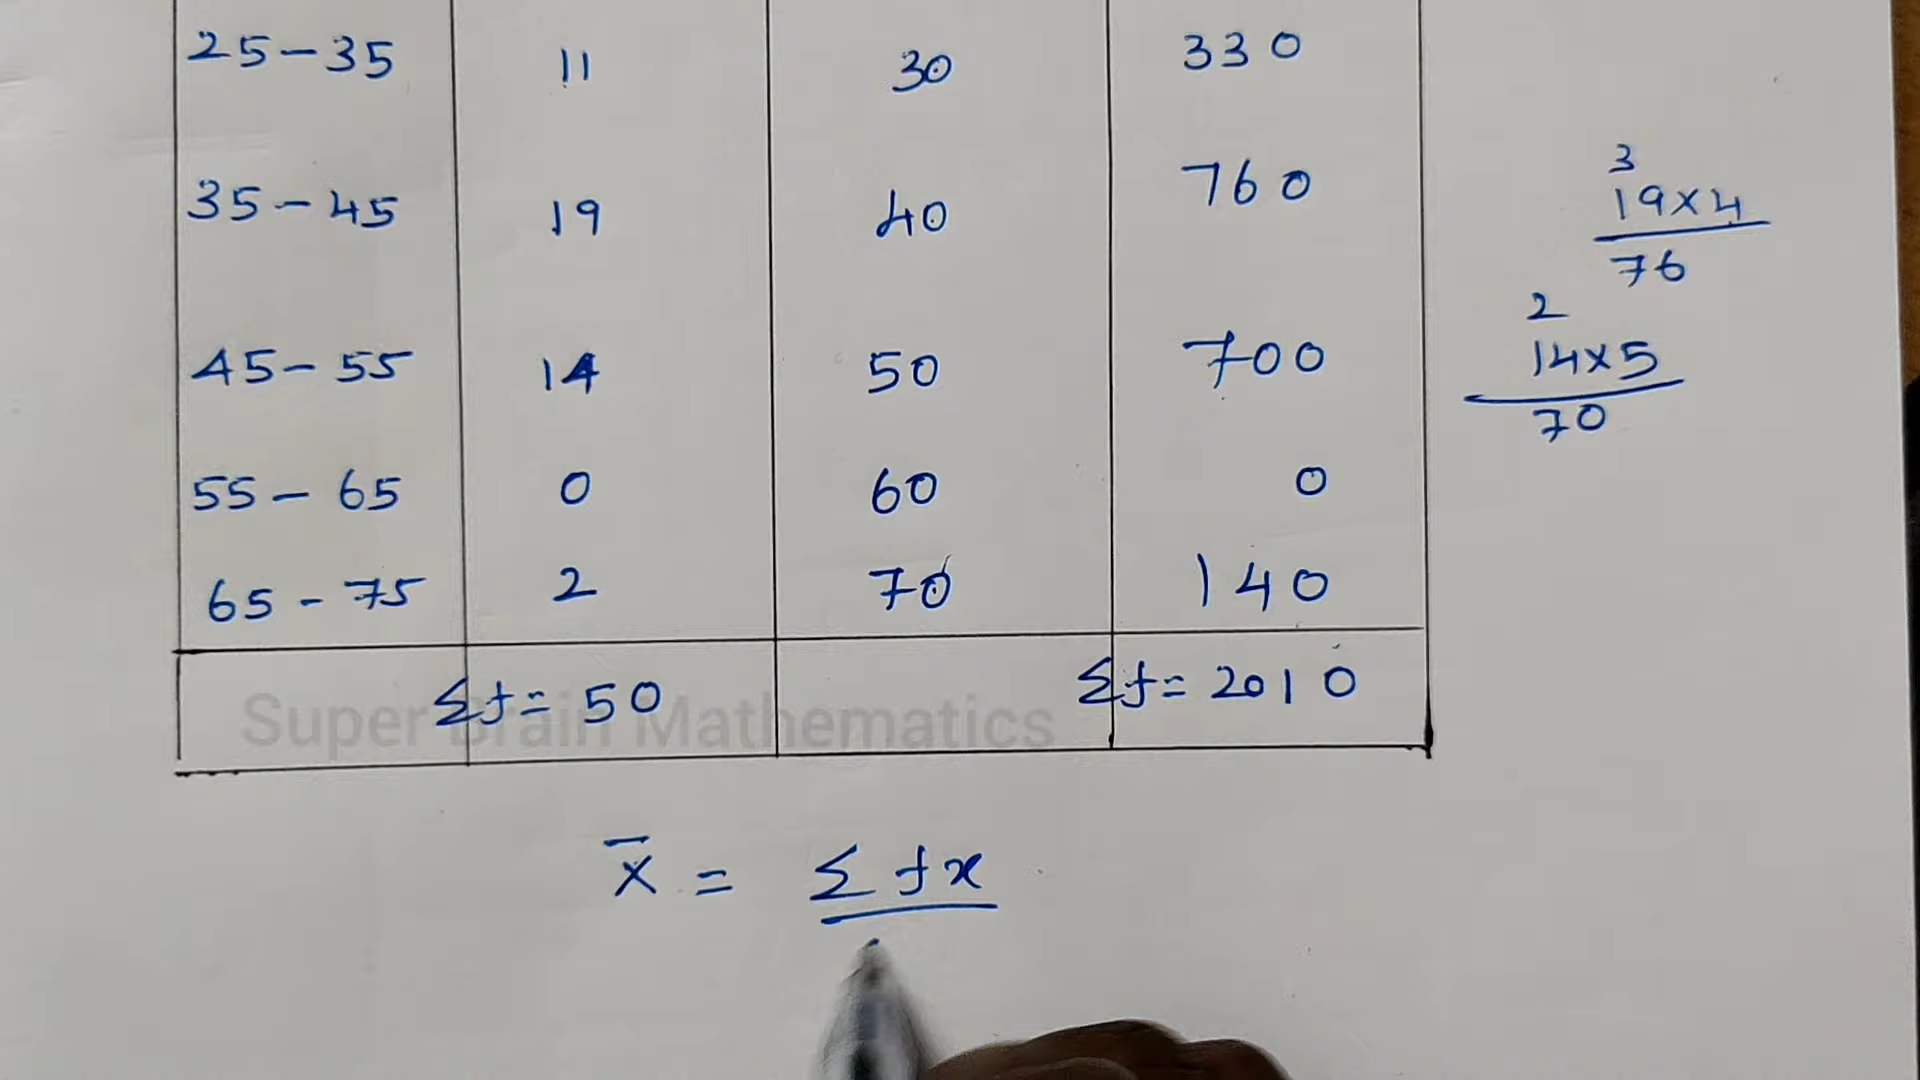 25-35 11 30 330
35-45 19 40 760
45-55 14 50 700
55-65 0 60 0
65-75 2 70 140
Σf= 50 Σf= 2010
Super Brain Mathematics
x̄ = Σfx
3
19×4
76
2
14×5
70